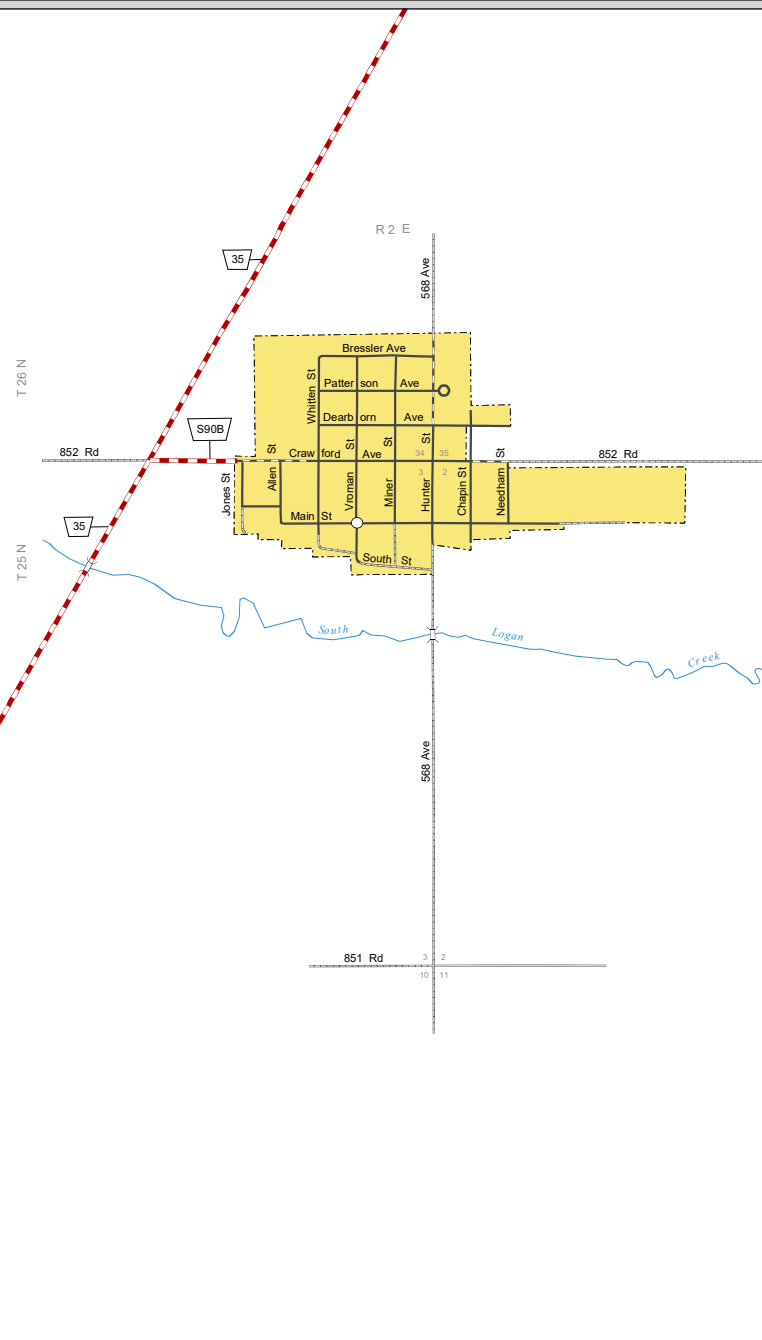 R 2 E
568 Ave
35
T 26 N
Bressler Ave
Whitten St
Patter son Ave
Dearb orn Ave
S90B
852 Rd
Craw ford Ave
34 35
852 Rd
3 2
Jones St
Allen St
Vroman St
Miner St
Hunter St
Chapin St
Needham St
Main St
35
T 25 N
South St
South Logan Creek
568 Ave
851 Rd
3 2
10 11